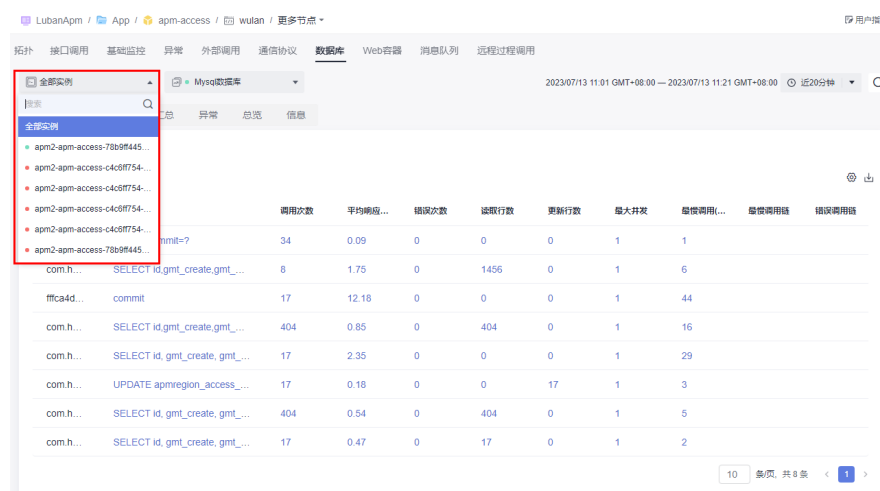 LubanApm / App / apm-access / wulan / 更多节点 用户指
拓扑 接口调用 基础监控 异常 外部调用 通信协议 数据库 Web容器 消息队列 远程过程调用
全部实例 Mysql数据库 2023/07/13 11:01 GMT+08:00 — 2023/07/13 11:21 GMT+08:00 近20分钟
搜索
总 异常 总览 信息
全部实例
apm2-apm-access-78b9ff445...
apm2-apm-access-c4c6ff754-...
apm2-apm-access-c4c6ff754-...
apm2-apm-access-c4c6ff754-...
apm2-apm-access-c4c6ff754-...
apm2-apm-access-78b9ff445...
调用次数 平均响应... 错误次数 读取行数 更新行数 最大并发 最慢调用(... 最慢调用链 错误调用链
mmit=? 34 0.09 0 0 0 1 1
com.h... SELECT id,gmt_create,gmt_... 8 1.75 0 1456 0 1 6
fffca4d... commit 17 12.18 0 0 0 1 44
com.h... SELECT id,gmt_create,gmt_... 404 0.85 0 404 0 1 16
com.h... SELECT id, gmt_create, gmt_... 17 2.35 0 0 0 1 29
com.h... UPDATE apmregion_access_... 17 0.18 0 0 17 1 3
com.h... SELECT id, gmt_create, gmt_... 404 0.54 0 404 0 1 5
com.h... SELECT id, gmt_create, gmt_... 17 0.47 0 17 0 1 2
10 条/页, 共 8 条 < 1 >